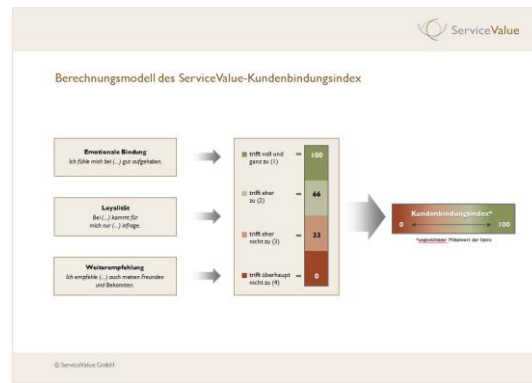 ServiceValue
Berechnungsmodell des ServiceValue-Kundenbindungsindex
Emotionale Bindung
Ich fühle mich bei (...) gut aufgehoben.
Loyalität
Bei (...) kommt für
mich nur (...) infrage.
Weiterempfehlung
Ich empfehle (...) auch meinen Freunden
und Bekannten.
trifft voll und
ganz zu (1)
100
trifft eher
zu (2)
66
trifft eher
nicht zu (3)
33
trifft überhaupt
nicht zu (4)
0
Kundenbindungsindex*
0 100
*ungewichteter Mittelwert der Items
© ServiceValue GmbH